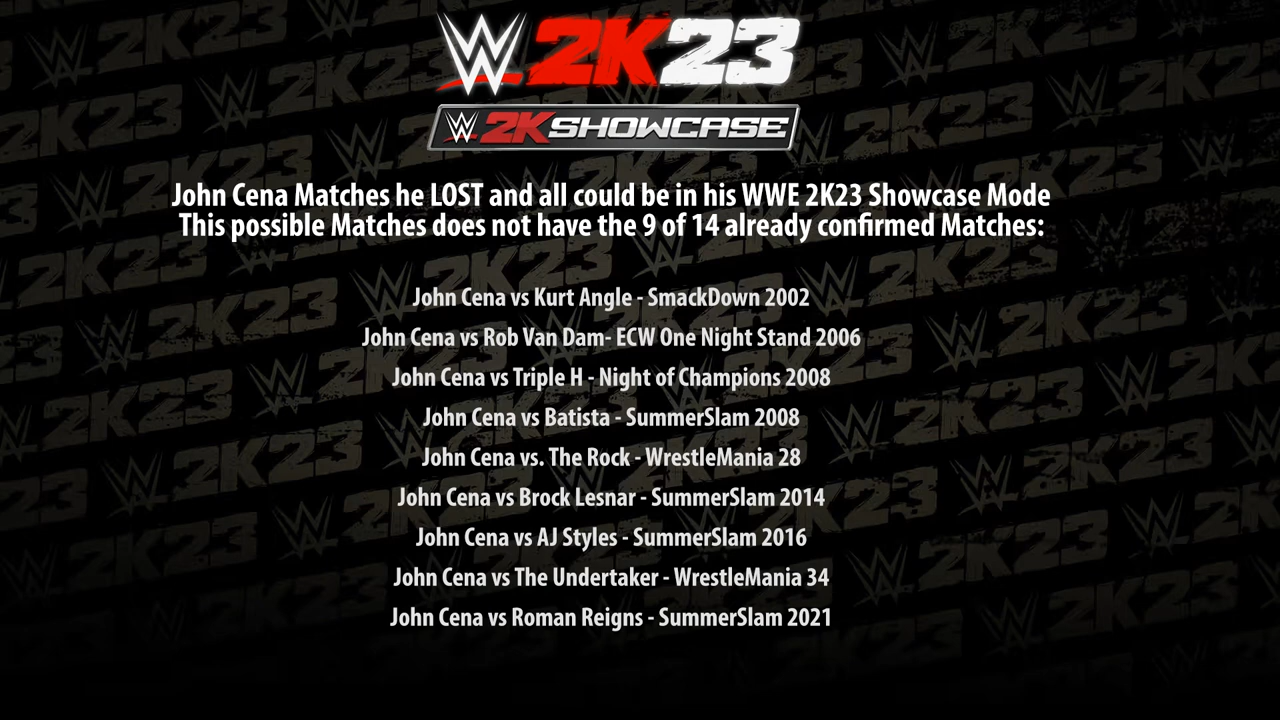 W 2K23
W 2K SHOWCASE
John Cena Matches he LOST and all could be in his WWE 2K23 Showcase Mode
This possible Matches does not have the 9 of 14 already confirmed Matches:
John Cena vs Kurt Angle - SmackDown 2002
John Cena vs Rob Van Dam- ECW One Night Stand 2006
John Cena vs Triple H - Night of Champions 2008
John Cena vs Batista - SummerSlam 2008
John Cena vs. The Rock - WrestleMania 28
John Cena vs Brock Lesnar - SummerSlam 2014
John Cena vs AJ Styles - SummerSlam 2016
John Cena vs The Undertaker - WrestleMania 34
John Cena vs Roman Reigns - SummerSlam 2021